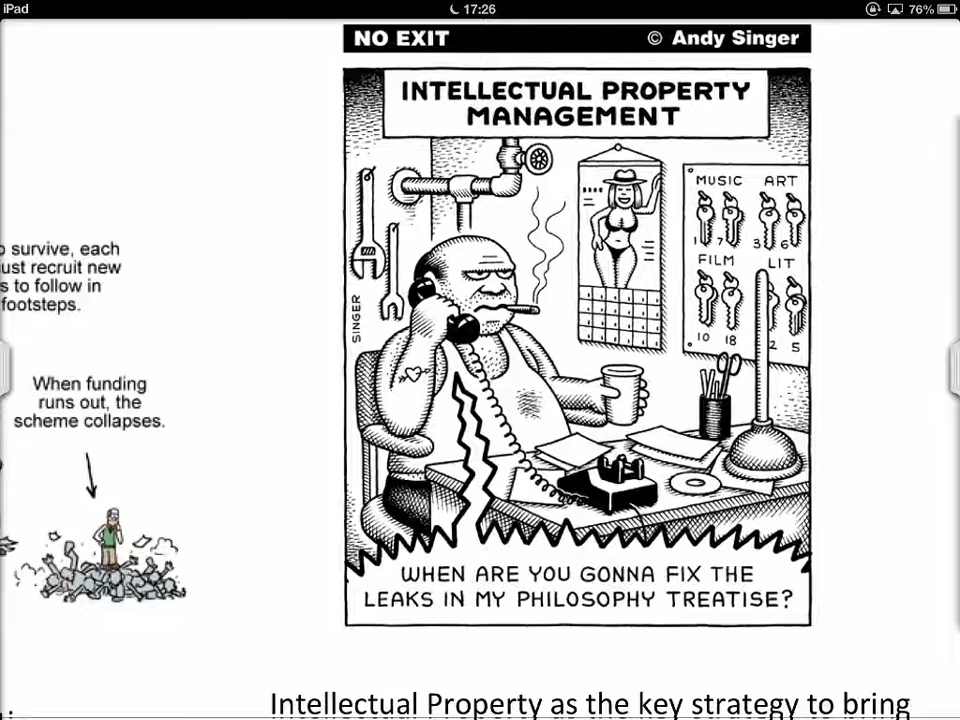 iPad
17:26
76%
NO EXIT © Andy Singer
INTELLECTUAL PROPERTY
MANAGEMENT
MUSIC ART
1 7 3 6
FILM LIT
10 18 2 5
SINGER
survive, each
ust recruit new
s to follow in
footsteps.
When funding
runs out, the
scheme collapses.
WHEN ARE YOU GONNA FIX THE
LEAKS IN MY PHILOSOPHY TREATISE?
Intellectual Property as the key strategy to bring